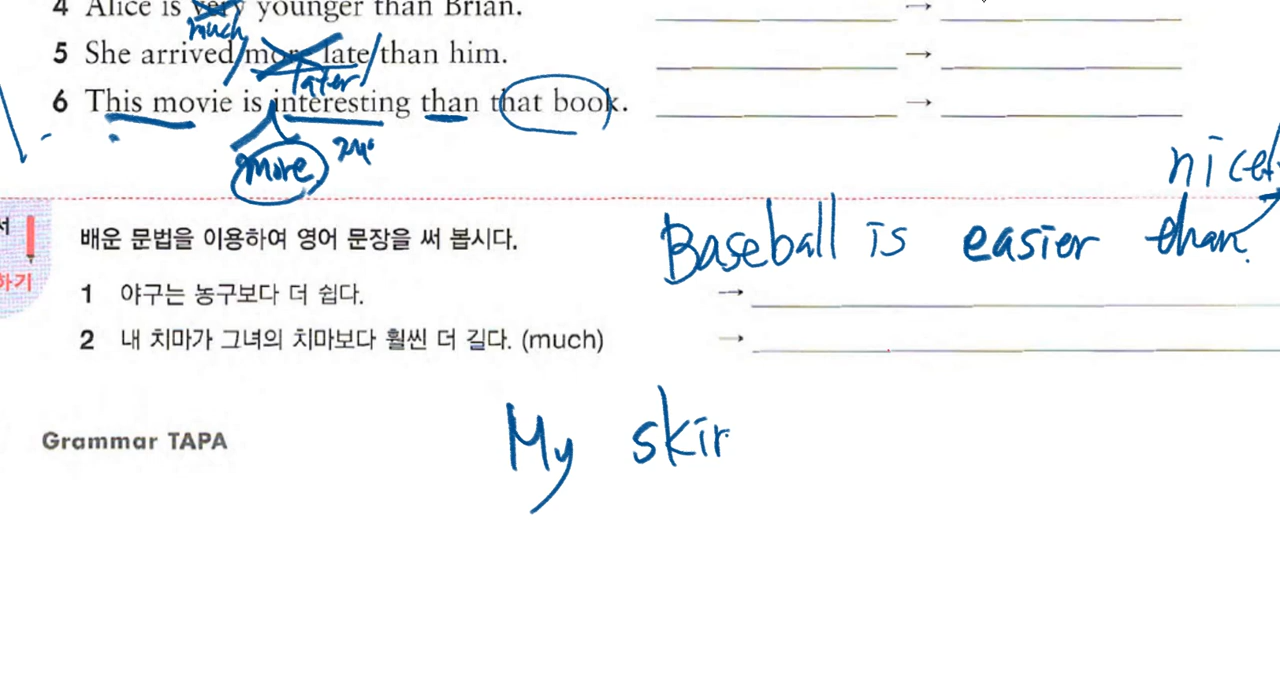 4 Alice is very younger than Brian. →
much
5 She arrived more late than him. →
later
6 This movie is interesting than that book. →
more
배운 문법을 이용하여 영어 문장을 써 봅시다.
Baseball is easier than
1 야구는 농구보다 더 쉽다. →
2 내 치마가 그녀의 치마보다 훨씬 더 길다. (much) →
My skir
Grammar TAPA